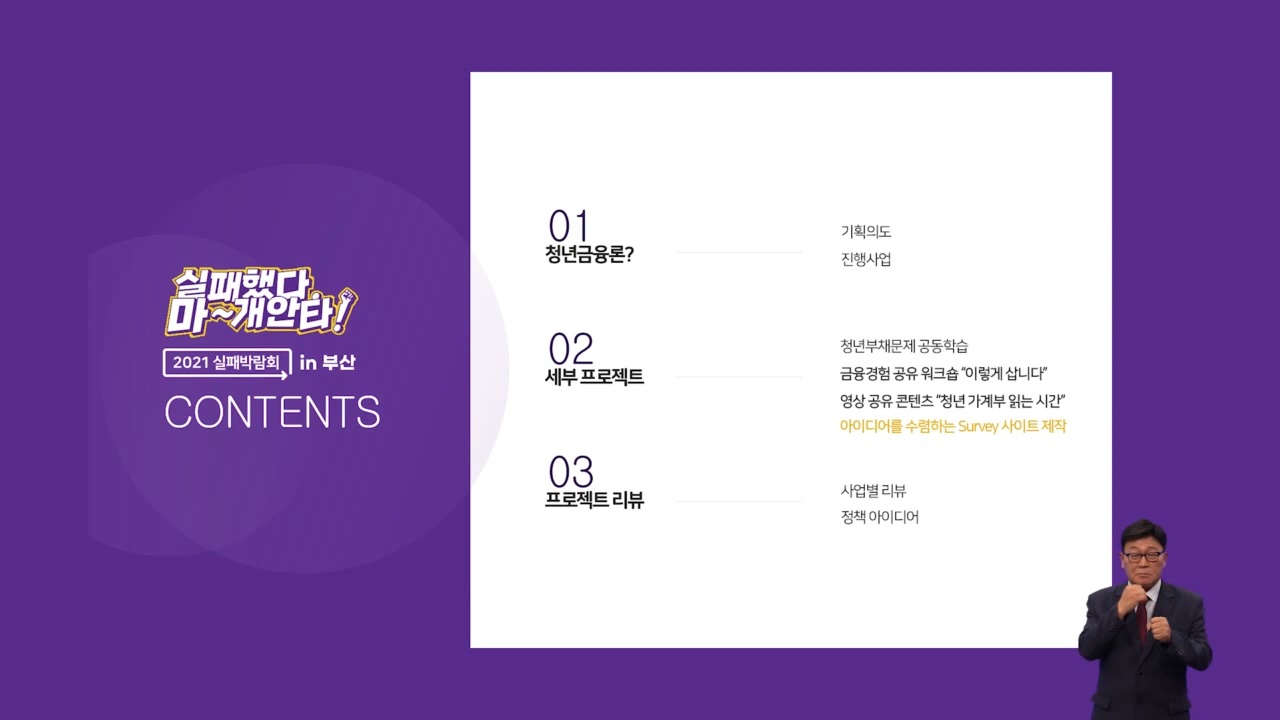 실패했다,
마~개안타!
2021 실패박람회 in 부산
CONTENTS
01
청년금융론?
기획의도
진행사업
02
세부 프로젝트
청년부채문제 공동학습
금융경험 공유 워크숍 “이렇게 삽니다”
영상 공유 콘텐츠 “청년 가계부 읽는 시간”
아이디어를 수렴하는 Survey 사이트 제작
03
프로젝트 리뷰
사업별 리뷰
정책 아이디어